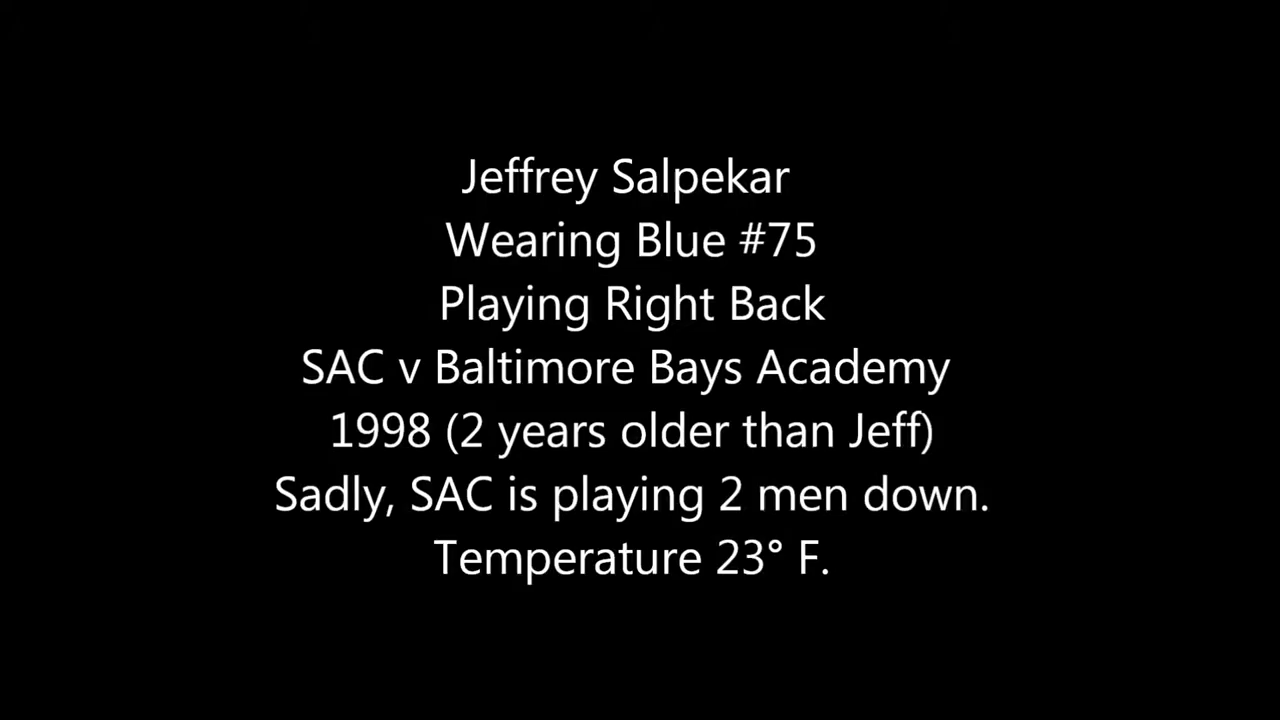 Jeffrey Salpekar
Wearing Blue #75
Playing Right Back
SAC v Baltimore Bays Academy
1998 (2 years older than Jeff)
Sadly, SAC is playing 2 men down.
Temperature 23° F.